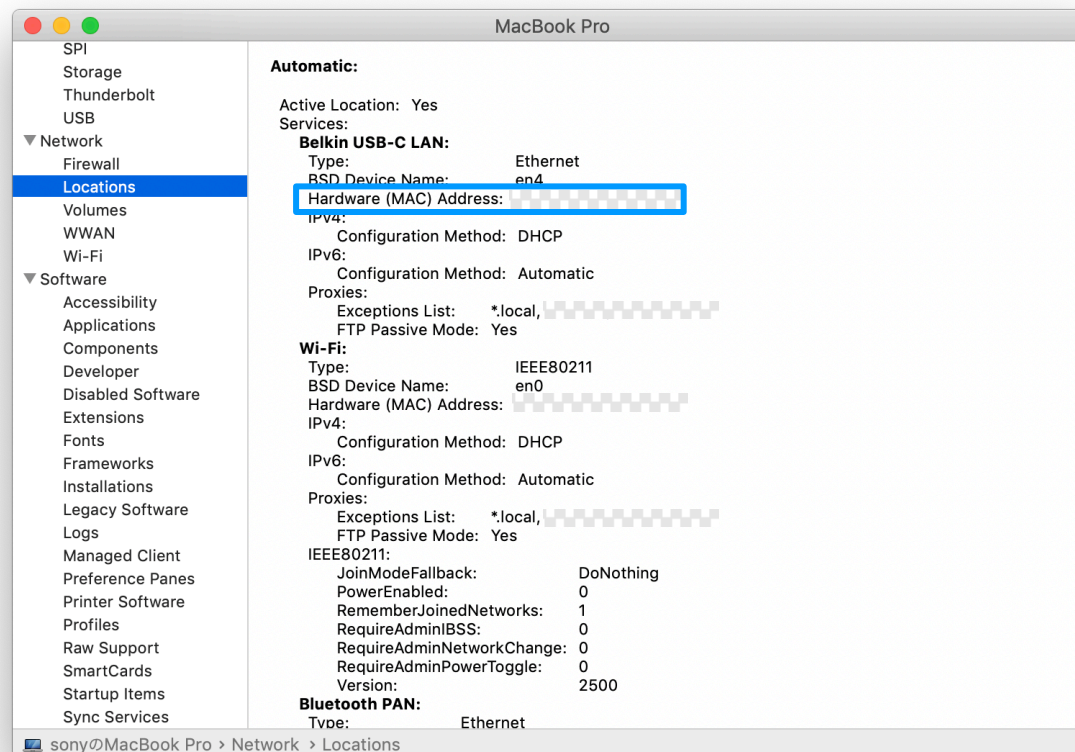 MacBook Pro
SPI
Storage
Thunderbolt
USB
Network
Firewall
Locations
Volumes
WWAN
Wi-Fi
Software
Accessibility
Applications
Components
Developer
Disabled Software
Extensions
Fonts
Frameworks
Installations
Legacy Software
Logs
Managed Client
Preference Panes
Printer Software
Profiles
Raw Support
SmartCards
Startup Items
Sync Services
Automatic:
Active Location: Yes
Services:
Belkin USB-C LAN:
Type: Ethernet
BSD Device Name: en4
Hardware (MAC) Address:
IPv4:
Configuration Method: DHCP
IPv6:
Configuration Method: Automatic
Proxies:
Exceptions List: *.local,
FTP Passive Mode: Yes
Wi-Fi:
Type: IEEE80211
BSD Device Name: en0
Hardware (MAC) Address:
IPv4:
Configuration Method: DHCP
IPv6:
Configuration Method: Automatic
Proxies:
Exceptions List: *.local,
FTP Passive Mode: Yes
IEEE80211:
JoinModeFallback: DoNothing
PowerEnabled: 0
RememberJoinedNetworks: 1
RequireAdminIBSS: 0
RequireAdminNetworkChange: 0
RequireAdminPowerToggle: 0
Version: 2500
Bluetooth PAN:
Type: Ethernet
sonyのMacBook Pro › Network › Locations